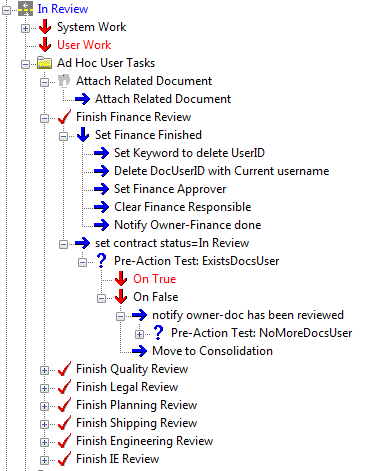 In Review
System Work
User Work
Ad Hoc User Tasks
Attach Related Document
Attach Related Document
Finish Finance Review
Set Finance Finished
Set Keyword to delete UserID
Delete DocUserID with Current username
Set Finance Approver
Clear Finance Responsible
Notify Owner-Finance done
set contract status=In Review
Pre-Action Test: ExistsDocsUser
On True
On False
notify owner-doc has been reviewed
Pre-Action Test: NoMoreDocsUser
Move to Consolidation
Finish Quality Review
Finish Legal Review
Finish Planning Review
Finish Shipping Review
Finish Engineering Review
Finish IE Review